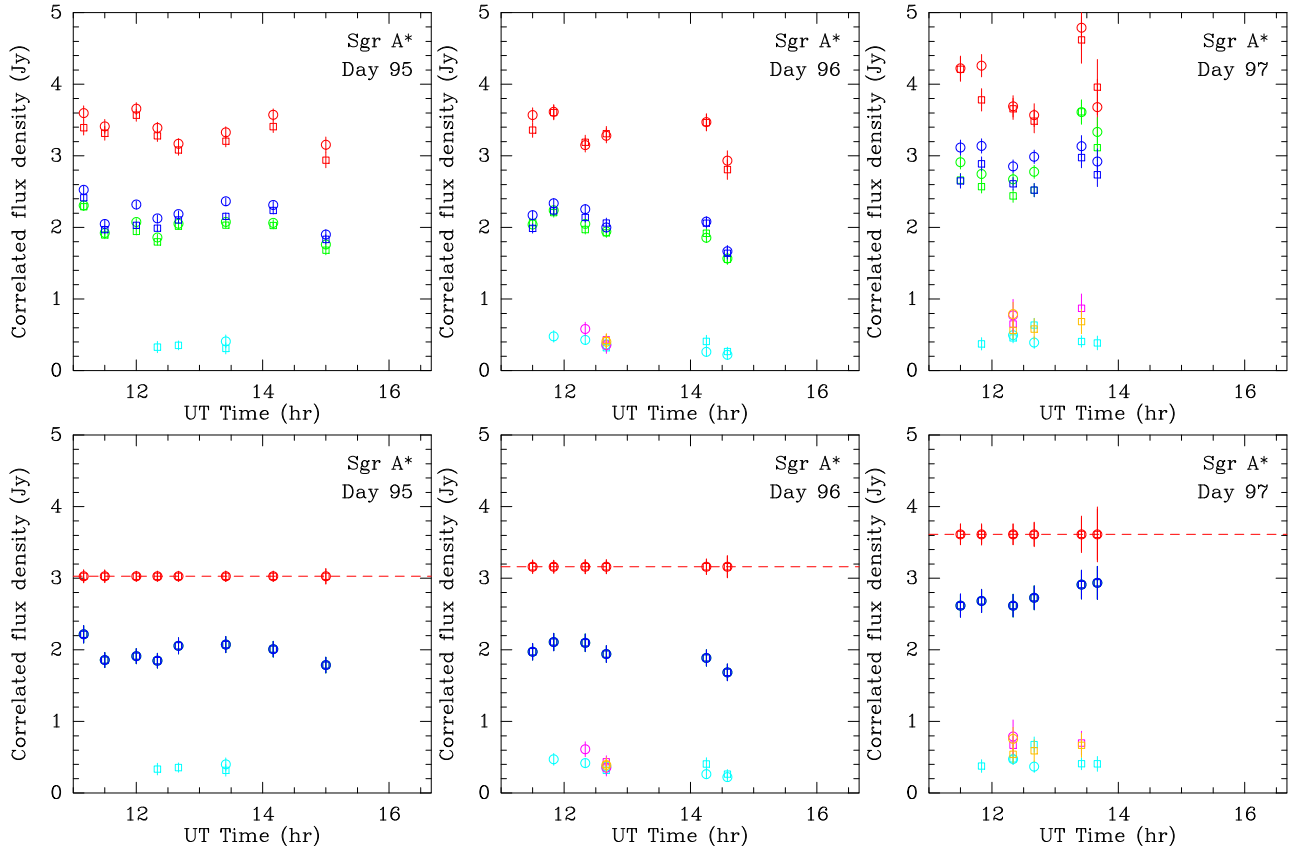 5
4
3
2
1
0
Correlated flux density (Jy)
Sgr A*
Day 95
12
14
16
UT Time (hr)
5
4
3
2
1
0
Correlated flux density (Jy)
Sgr A*
Day 96
12
14
16
UT Time (hr)
5
4
3
2
1
0
Correlated flux density (Jy)
Sgr A*
Day 97
12
14
16
UT Time (hr)
5
4
3
2
1
0
Correlated flux density (Jy)
Sgr A*
Day 95
12
14
16
UT Time (hr)
5
4
3
2
1
0
Correlated flux density (Jy)
Sgr A*
Day 96
12
14
16
UT Time (hr)
5
4
3
2
1
0
Correlated flux density (Jy)
Sgr A*
Day 97
12
14
16
UT Time (hr)